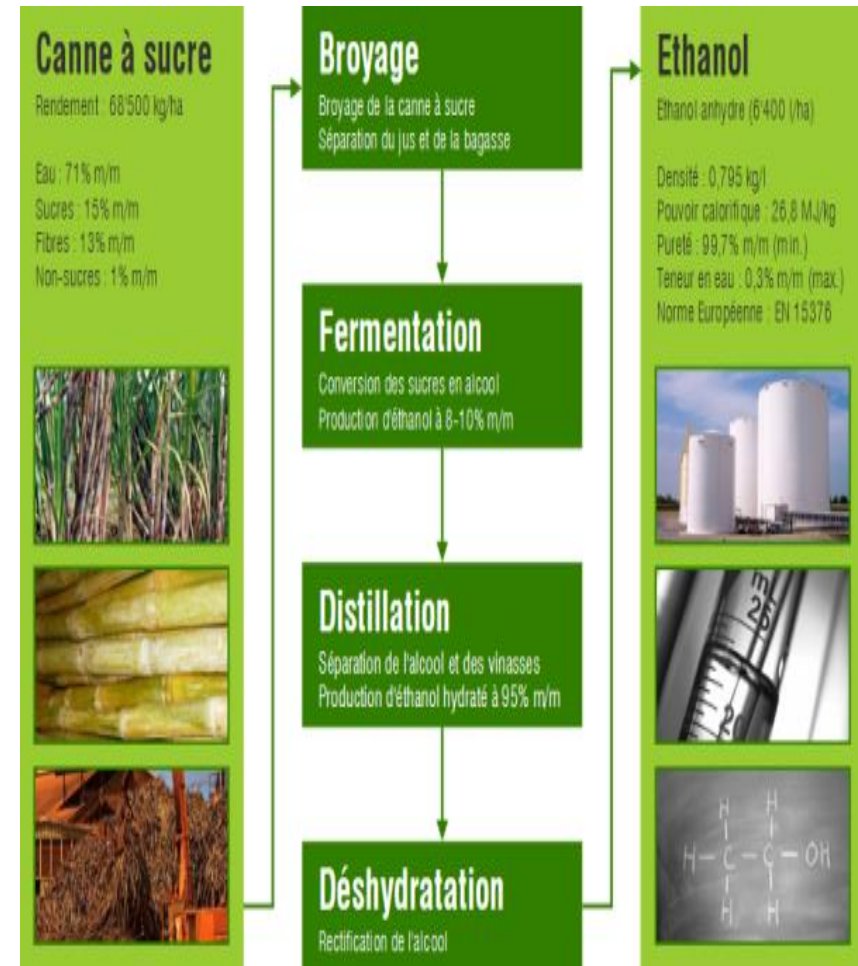 Canne à sucre
Rendement : 68'500 kg/ha
Eau : 71% m/m
Sucres : 15% m/m
Fibres : 13% m/m
Non-sucres : 1% m/m
Broyage
Broyage de la canne à sucre
Séparation du jus et de la bagasse
Fermentation
Conversion des sucres en alcool
Production d'éthanol à 8-10% m/m
Distillation
Séparation de l'alcool et des vinasses
Production d'éthanol hydraté à 95% m/m
Déshydratation
Rectification de l'alcool
Ethanol
Ethanol anhydre (6'400 l/ha)
Densité : 0,795 kg/l
Pouvoir calorifique : 26,8 MJ/kg
Pureté : 99,7% m/m (min.)
Teneur en eau : 0,3% m/m (max.)
Norme Européenne : EN 15376
m
25
20
H H
H-C-C-OH
H H